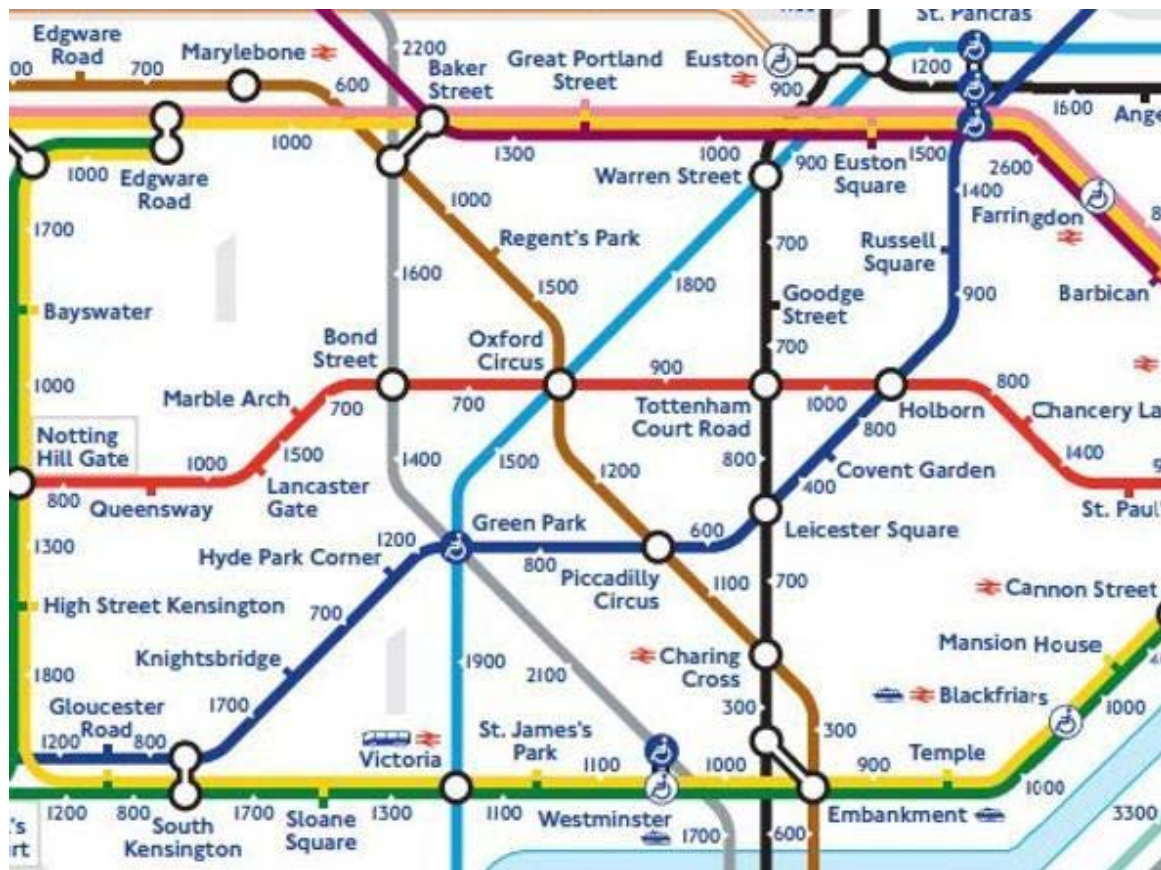 St. Pancras
Edgware
Road
700
Marylebone
600
2200
Baker
Street
Great Portland
Street
Euston
900
1200
1600
1000
1300
1000
Warren Street
900
Euston
Square
1500
2600
1400
Farringdon
1000
Edgware
Road
1700
1000
Regent's Park
700
Russell
Square
1600
1500
1800
Goodge
Street
900
Barbican
Bayswater
Bond
Street
Oxford
Circus
700
1000
Marble Arch
700
700
900
Tottenham
Court Road
1000
Holborn
800
Chancery La
Notting
Hill Gate
800
Queensway
1000
1500
Lancaster
Gate
1400
1500
1200
800
800
Covent Garden
400
1400
St. Paul'
Green Park
600
Leicester Square
1300
Hyde Park Corner
1200
800
Piccadilly
Circus
1100
700
Cannon Street
High Street Kensington
700
Mansion House
Knightsbridge
1900
2100
Charing
Cross
1800
Gloucester
Road
1700
Blackfriars
1000
300
300
1200
800
Victoria
St. James's
Park
1100
1000
900
Temple
1000
1200
800
South
Kensington
1700
Sloane
Square
1300
1100
Westminster
1700
600
Embankment
3300